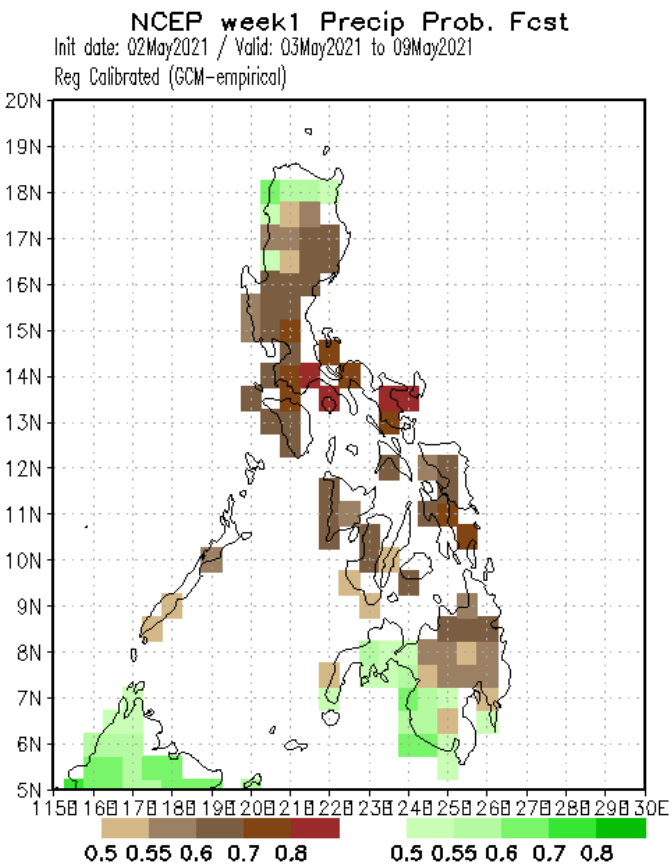 NCEP week1 Precip Prob. Fcst
Init date: 02May2021 / Valid: 03May2021 to 09May2021
Reg Calibrated (GCM-empirical)
20N
19N
18N
17N
16N
15N
14N
13N
12N
11N
10N
9N
8N
7N
6N
5N
115E 116E 117E 118E 119E 120E 121E 122E 123E 124E 125E 126E 127E 128E 129E 130E
0.5 0.55 0.6 0.7 0.8 0.5 0.55 0.6 0.7 0.8